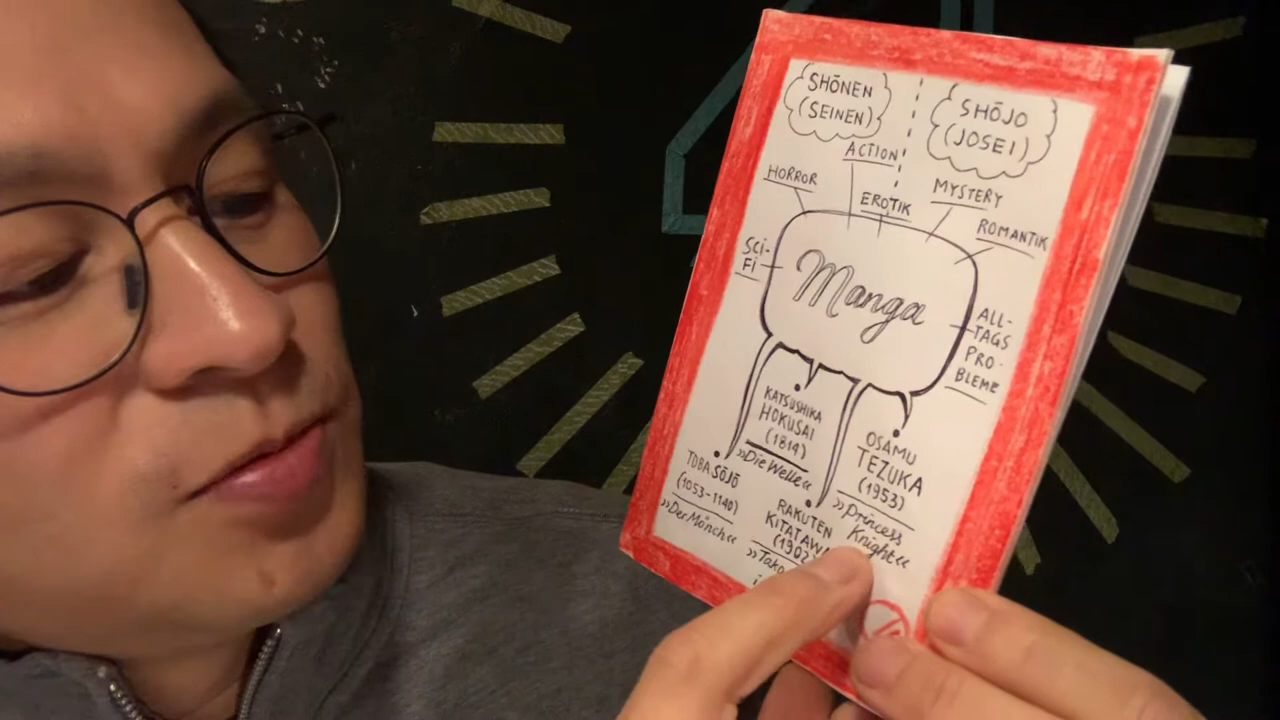 SHŌNEN
(SEINEN)
SHŌJO
(JOSEI)
ACTION
HORROR
EROTIK
MYSTERY
ROMANTIK
SCI-
FI
Manga
ALL-
TAGS
PRO-
BLEME
KATSUSHIKA
HOKUSAI
(1814)
»Die Welle«
OSAMU
TEZUKA
(1953)
»Princess
Knight«
TOBA SŌJŌ
(1053-1140)
»Der Mönch«
RAKUTEN
(1902